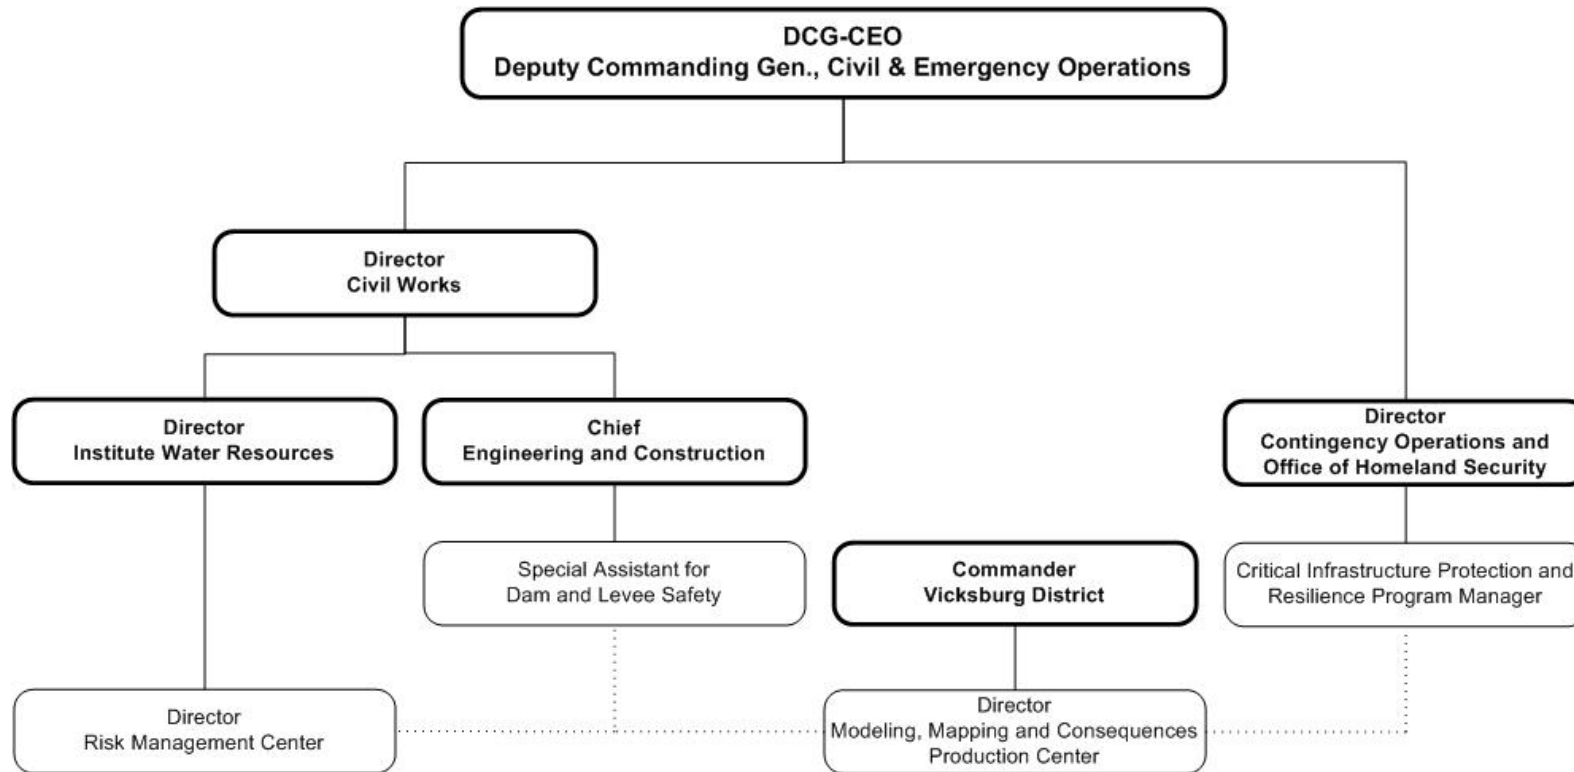 DCG-CEO
Deputy Commanding Gen., Civil & Emergency Operations
Director
Civil Works
Director
Institute Water Resources
Chief
Engineering and Construction
Director
Contingency Operations and
Office of Homeland Security
Special Assistant for
Dam and Levee Safety
Commander
Vicksburg District
Critical Infrastructure Protection and
Resilience Program Manager
Director
Risk Management Center
Director
Modeling, Mapping and Consequences
Production Center